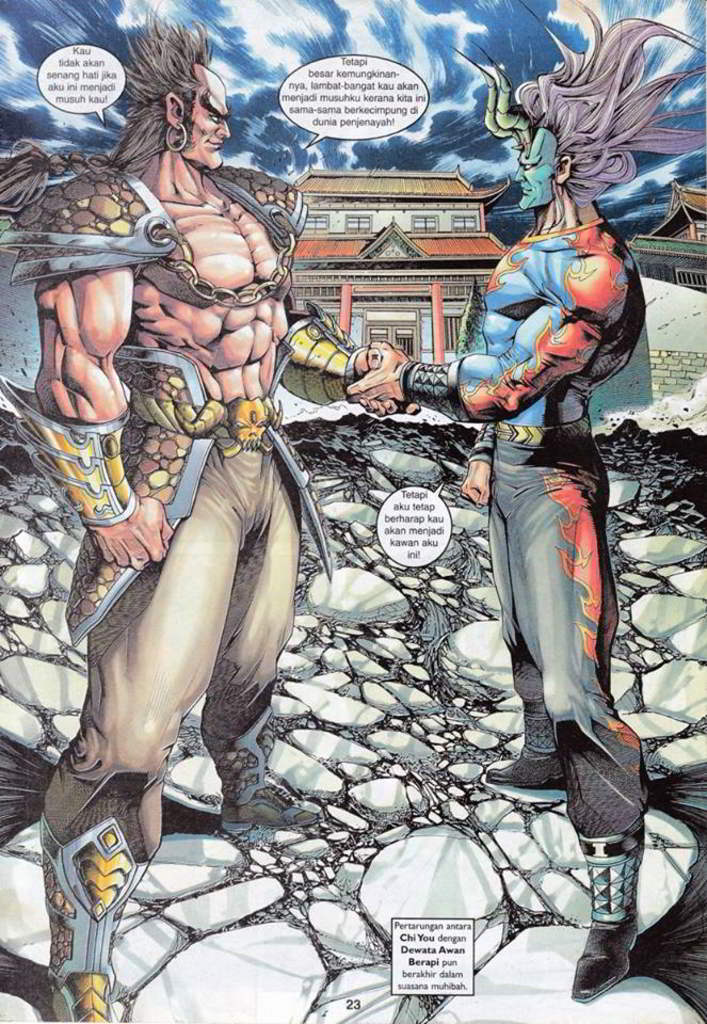 Kau
tidak akan
senang hati jika
aku ini menjadi
musuh kau!
Tetapi
besar kemungkinan-
nya, lambat-bangat kau akan
menjadi musuhku kerana kita ini
sama-sama berkecimpung di
dunia penjenayah!
Tetapi
aku tetap
berharap kau
akan menjadi
kawan aku
ini!
Pertarungan antara
Chi You dengan
Dewata Awan
Berapi pun
berakhir dalam
suasana muhibah.
23